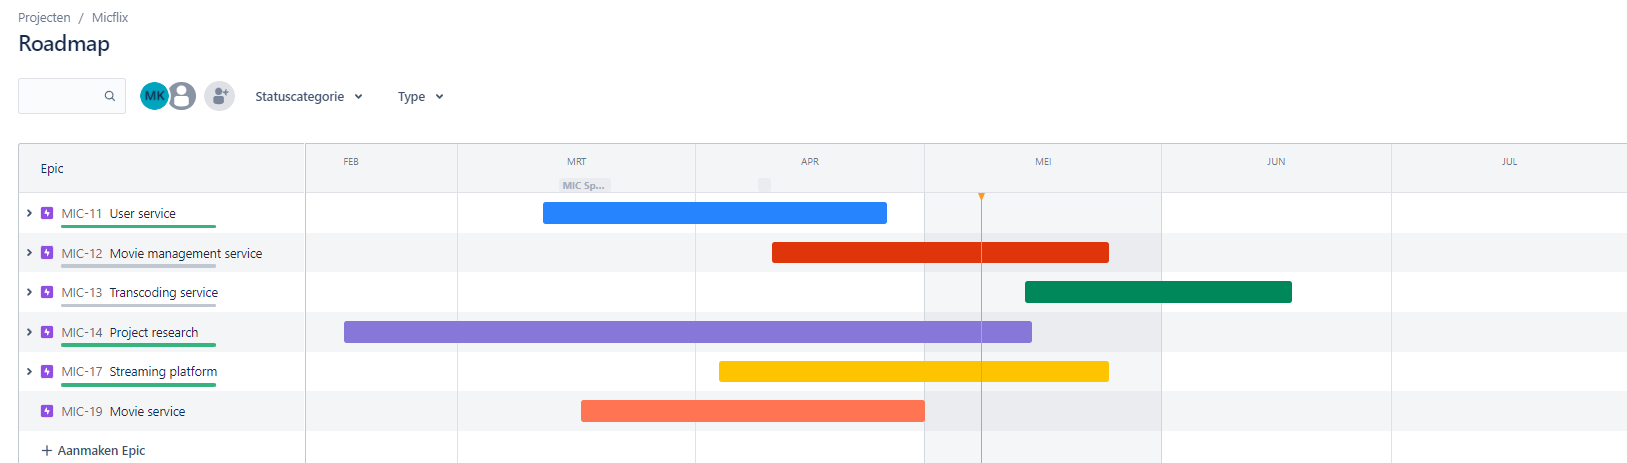 Projecten / Micflix
Roadmap
MK Statuscategorie Type
Epic FEB MRT APR MEI JUN JUL
MIC Sp...
MIC-11 User service
MIC-12 Movie management service
MIC-13 Transcoding service
MIC-14 Project research
MIC-17 Streaming platform
MIC-19 Movie service
+ Aanmaken Epic